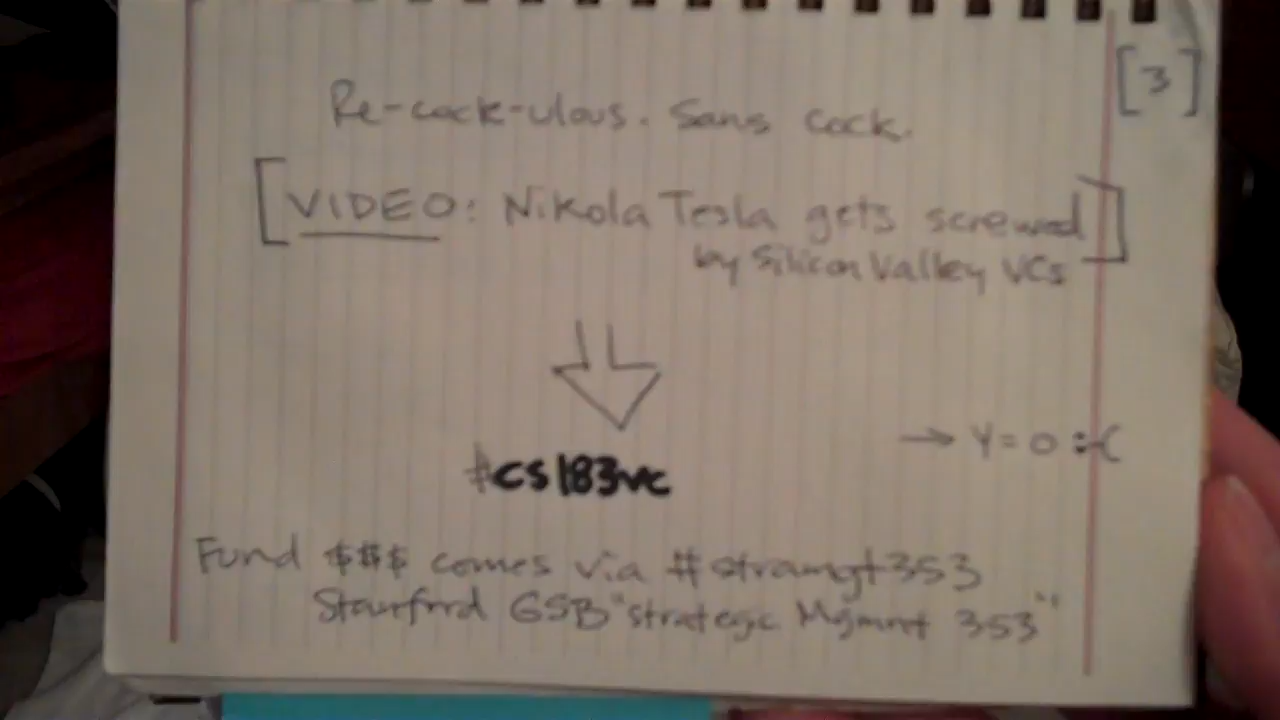 [3]
Re-cock-ulous. Sans cock.
[VIDEO: Nikola Tesla gets screwed]
by Silicon Valley VCs
#CS183vc
→ Y=0 :-(
Fund $$$ comes via #stramgt353
Stanford GSB "Strategic Mgmnt 353"